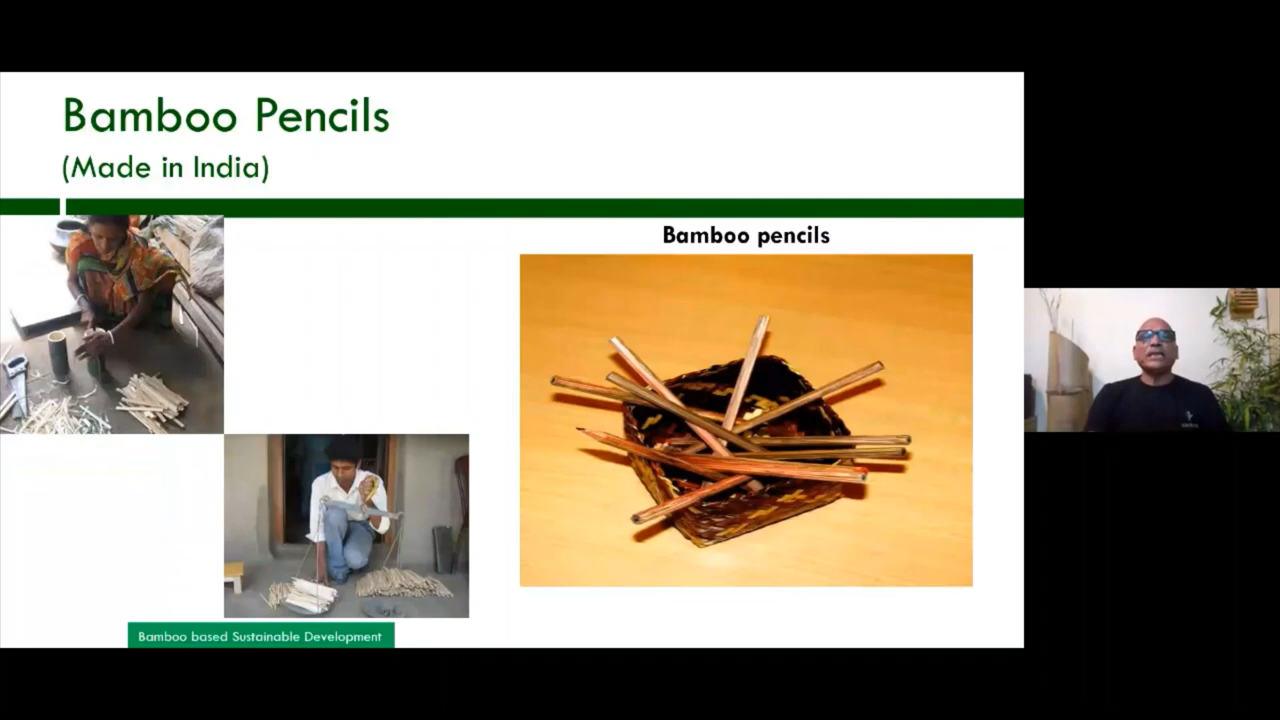 Bamboo Pencils
(Made in India)
Bamboo pencils
Bamboo based Sustainable Development